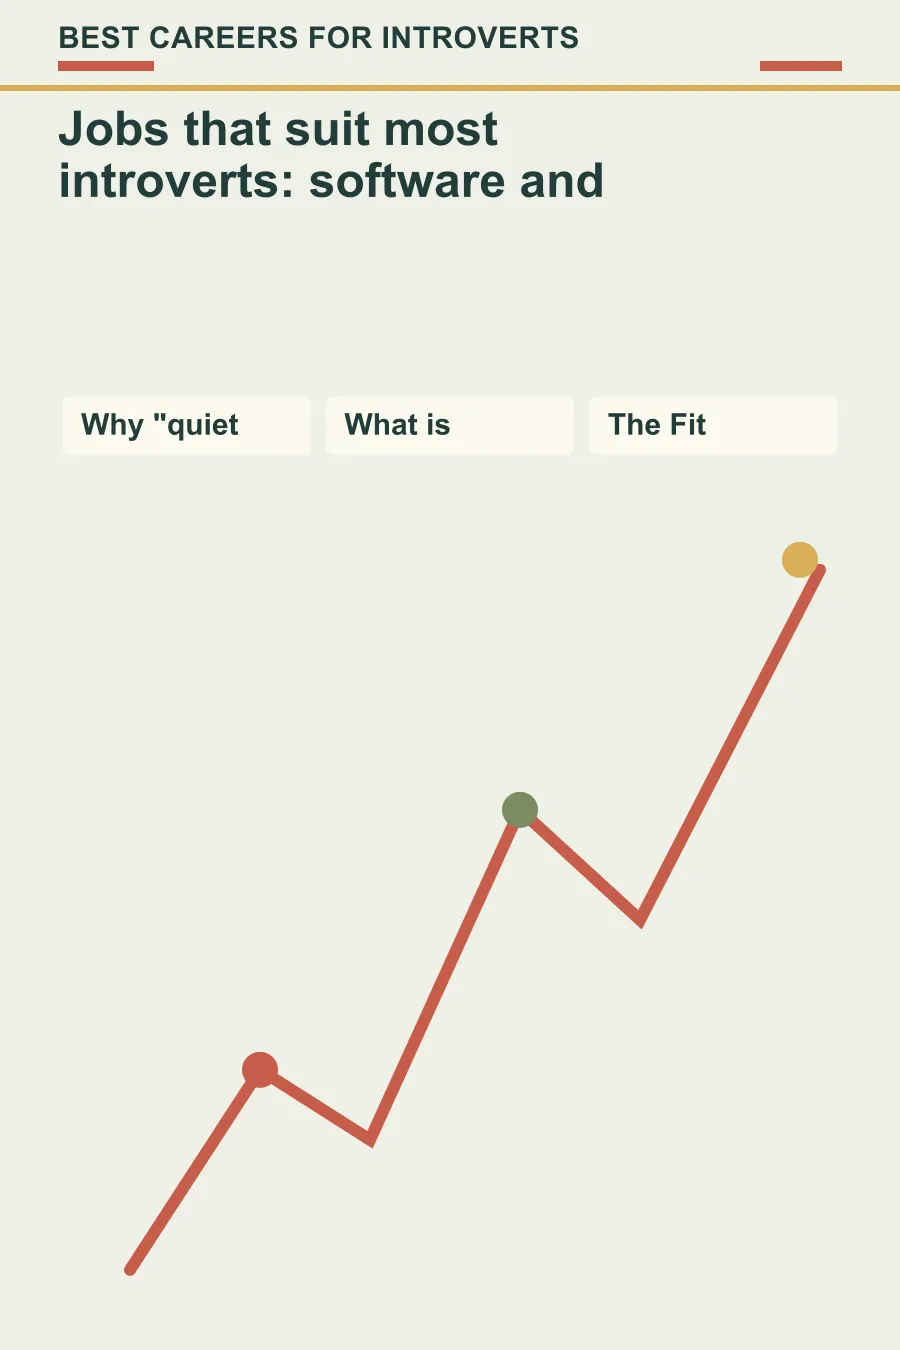 BEST CAREERS FOR INTROVERTS
Jobs that suit most
introverts: software and
Why "quiet
What is
The Fit